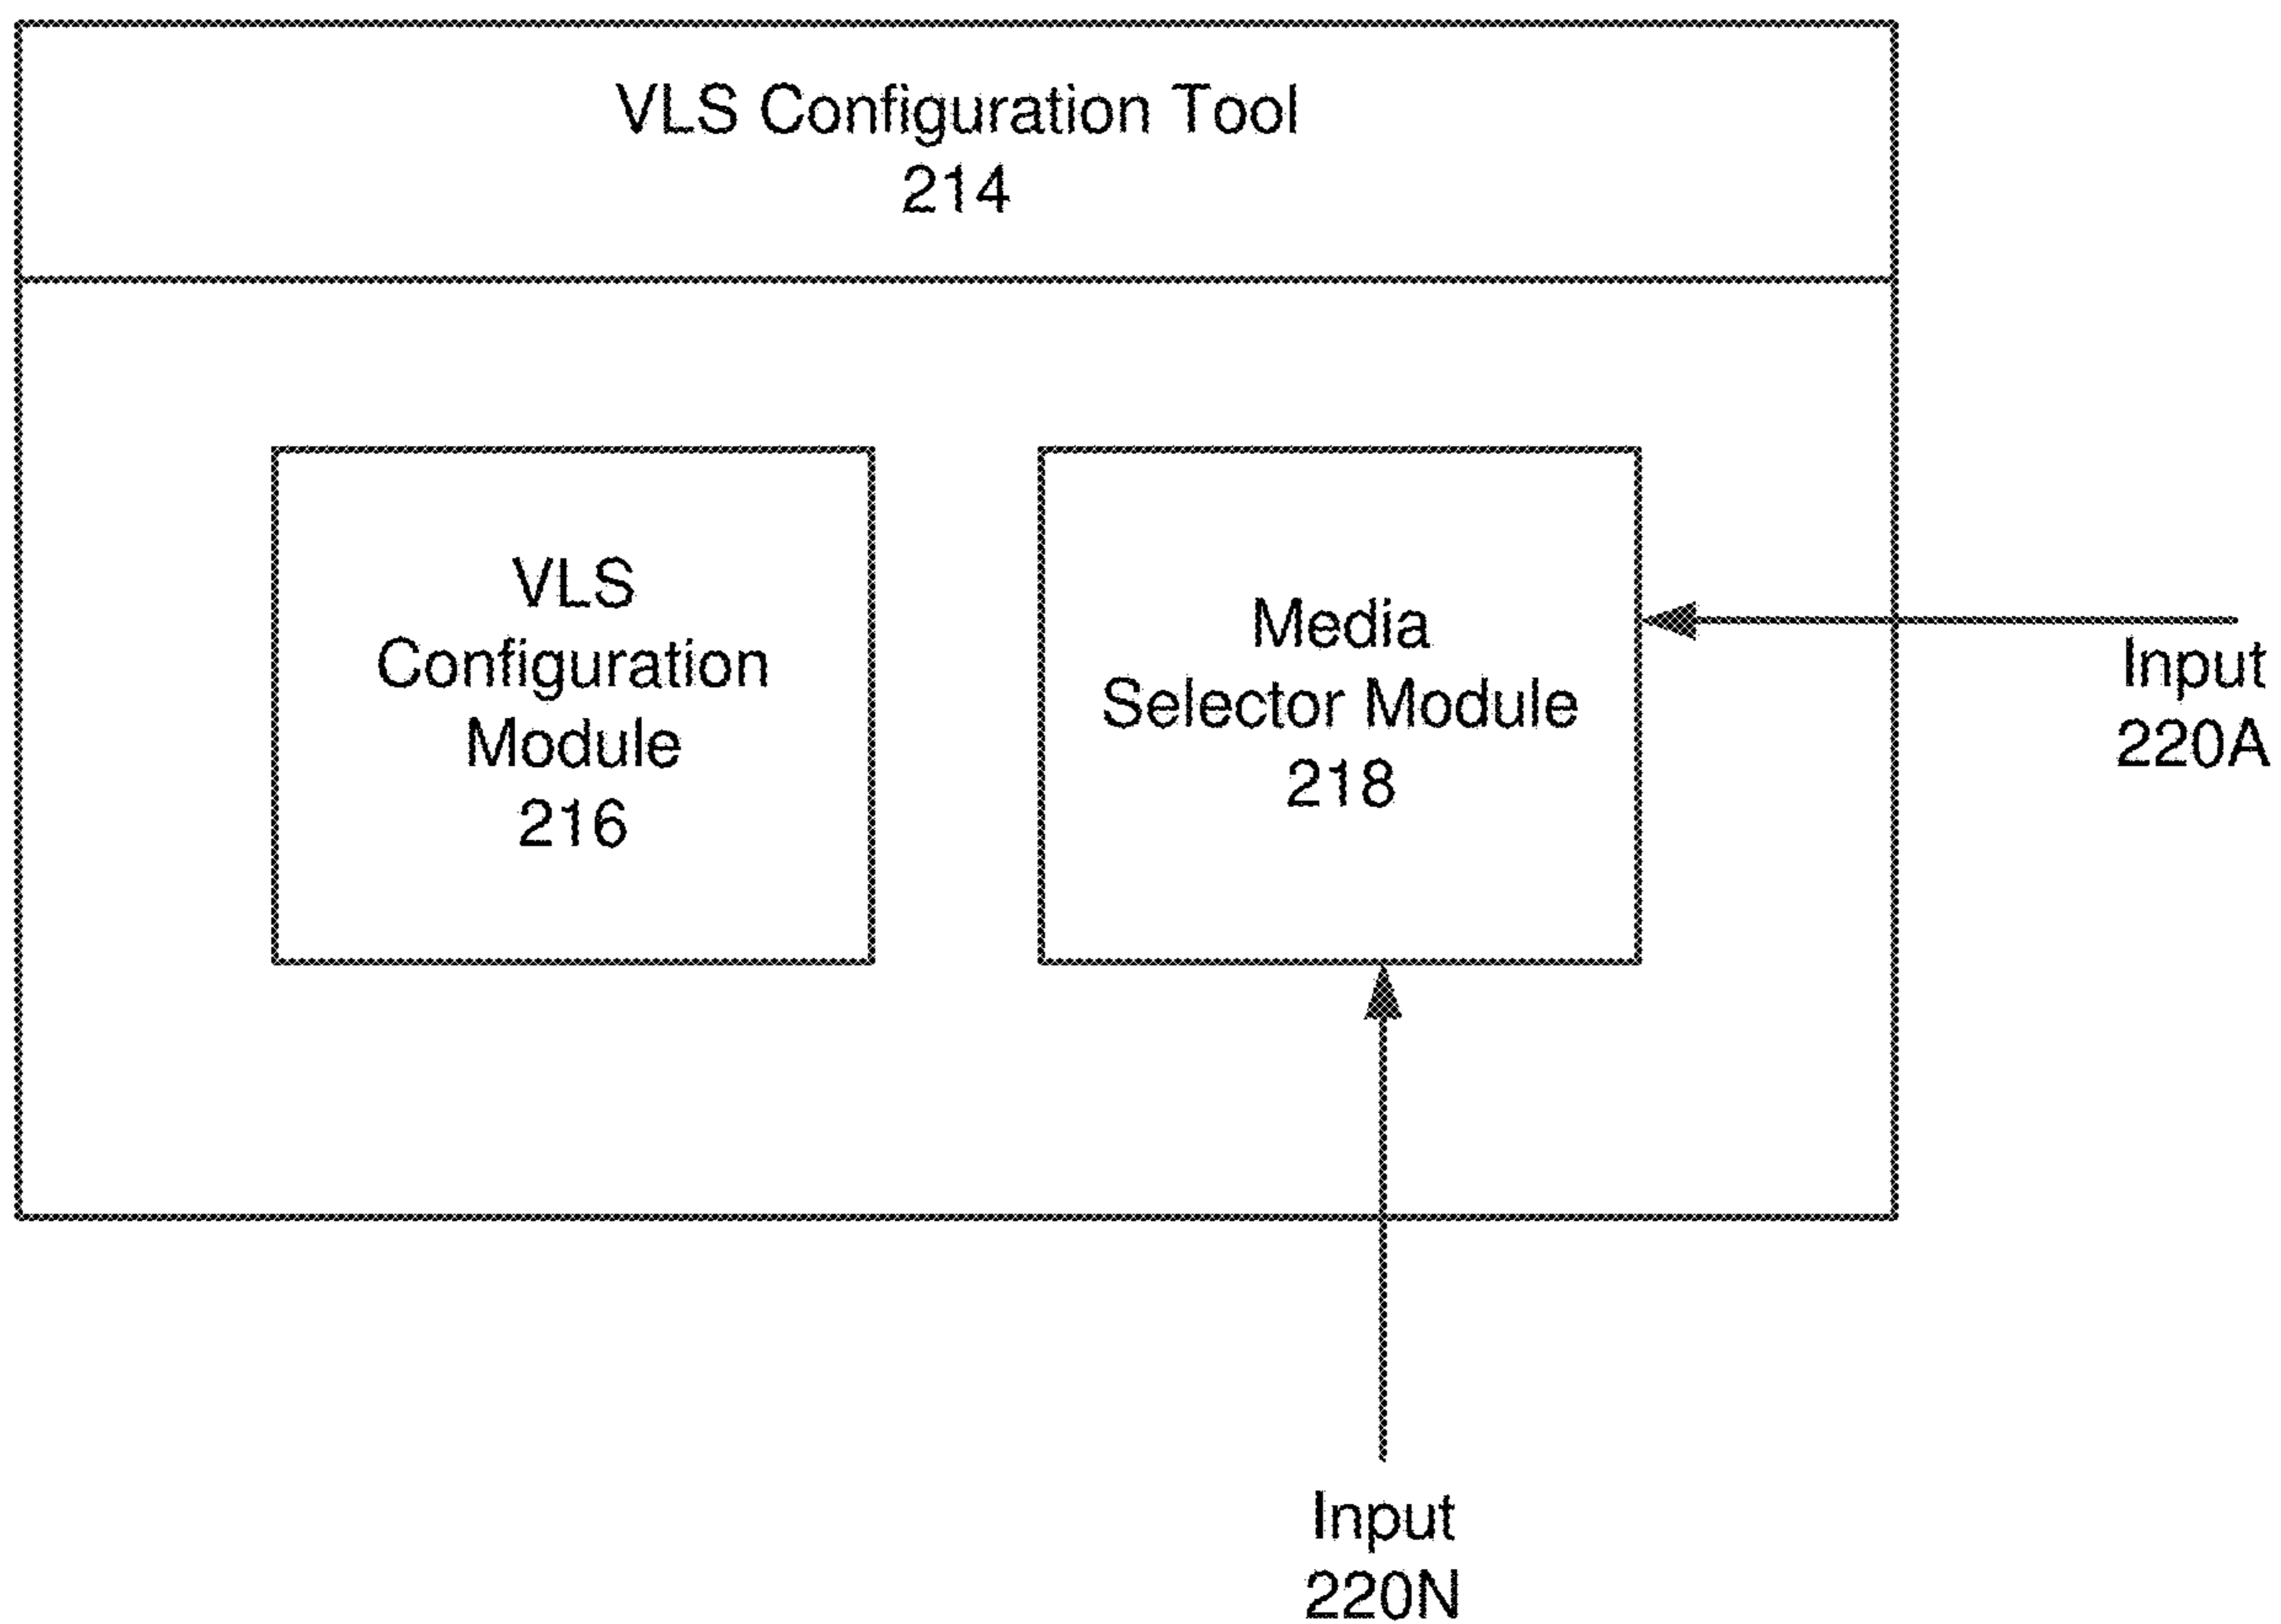 VLS Configuration Tool
214
VLS
Configuration
Module
216
Media
Selector Module
218
Input
220A
Input
220N